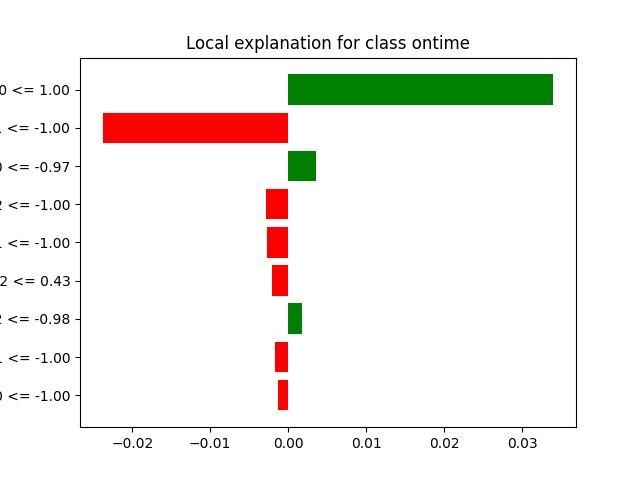 Local explanation for class ontime
0 <= 1.00
<= -1.00
0 <= -0.97
2 <= -1.00
<= -1.00
2 <= 0.43
2 <= -0.98
<= -1.00
0 <= -1.00
−0.02 −0.01 0.00 0.01 0.02 0.03